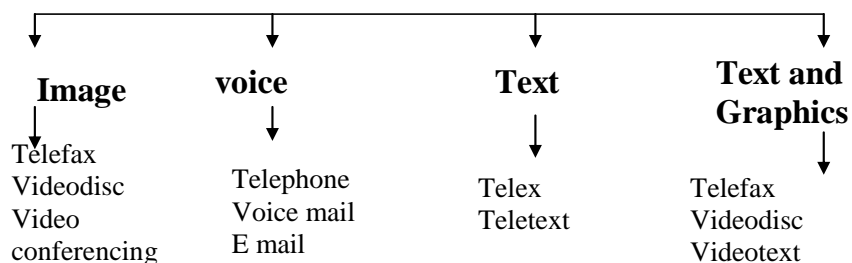 Image
voice
Text
Text and
Graphics
Telefax
Videodisc
Video
conferencing
Telephone
Voice mail
E mail
Telex
Teletext
Telefax
Videodisc
Videotext